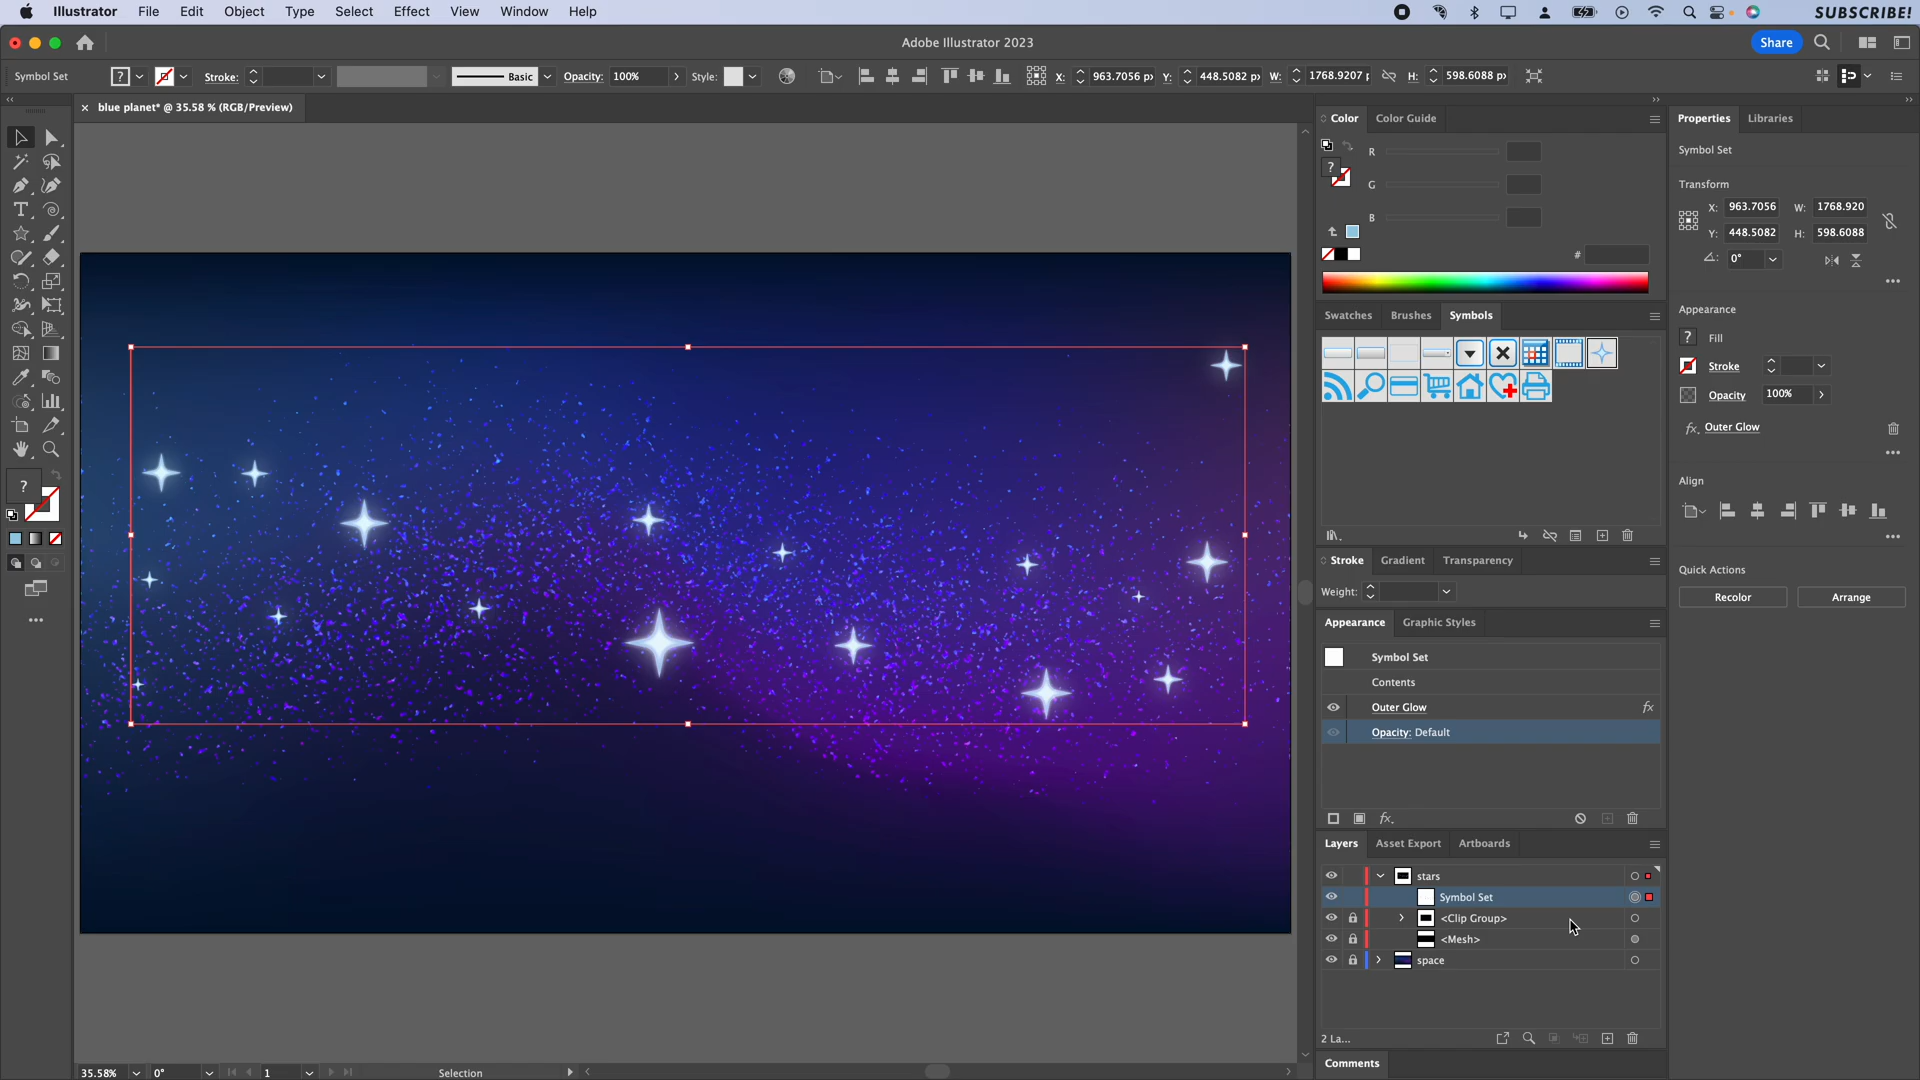 Illustrator File Edit Object Type Select Effect View Window Help SUBSCRIBE!
Adobe Illustrator 2023 Share
Symbol Set ? Stroke: Basic Opacity: 100% Style: X: 963.7056 p Y: 448.5082 p W: 1768.9207 H: 598.6088 p
× blue planet* @ 35.58 % (RGB/Preview)
Color Color Guide
R
G
B
?
#
Swatches Brushes Symbols
Stroke Gradient Transparency
Weight:
Appearance Graphic Styles
Symbol Set
Contents
Outer Glow fx
Opacity: Default
fx.
Layers Asset Export Artboards
stars
Symbol Set
<Clip Group>
<Mesh>
space
2 La...
Comments
Properties Libraries
Symbol Set
Transform
X: 963.7056 W: 1768.920
Y: 448.5082 H: 598.6088
0°
Appearance
? Fill
Stroke
Opacity 100%
fx. Outer Glow
Align
Quick Actions
Recolor Arrange
?
35.58% 0° 1 Selection